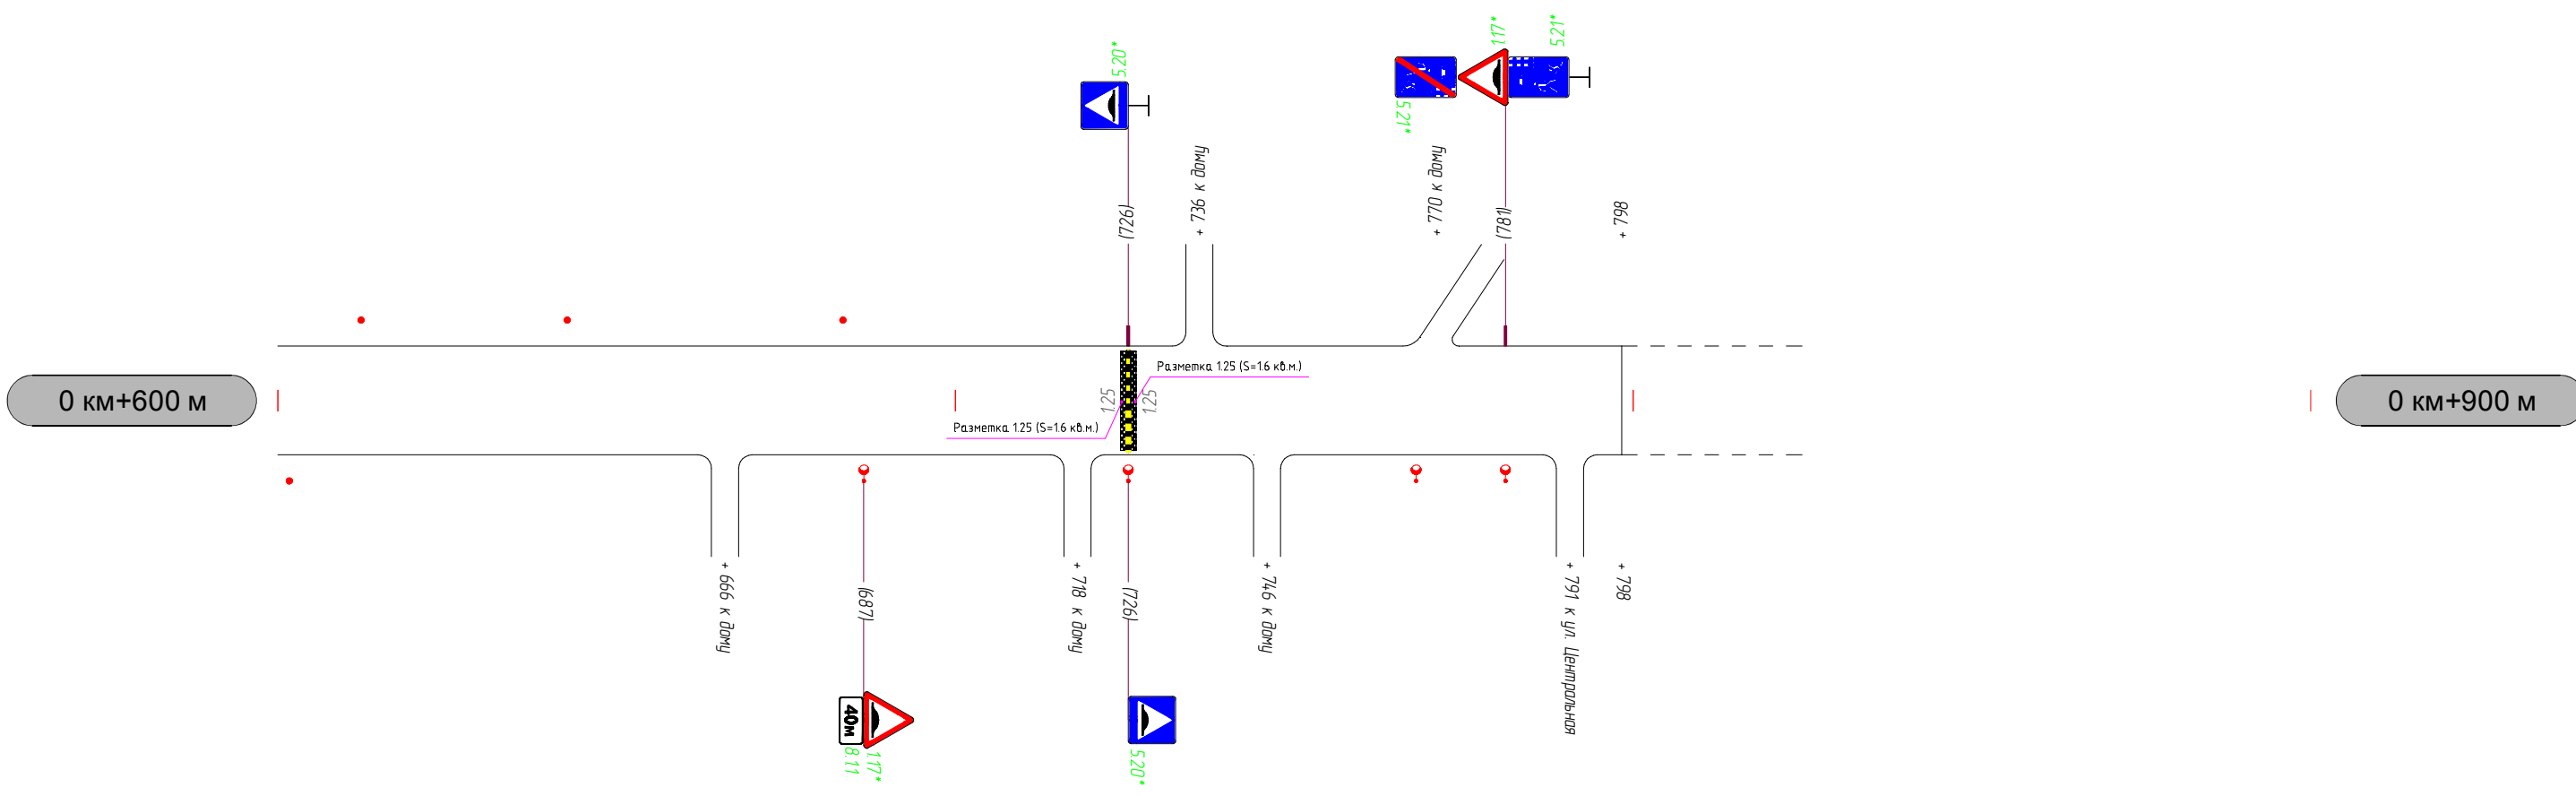 5.20*
1.17*
5.21*
5.21*
+ 736 к дому
+ 770 к дому
(726)
(781)
+ 798
Разметка 1.25 (S=1.6 кв.м.)
0 км+600 м
1.25
1.25
0 км+900 м
Разметка 1.25 (S=1.6 кв.м.)
+ 666 к дому
(687)
+ 718 к дому
(726)
+ 746 к дому
+ 791 к ул. Центральная
+ 798
40м
8.1.1
1.17*
5.20*